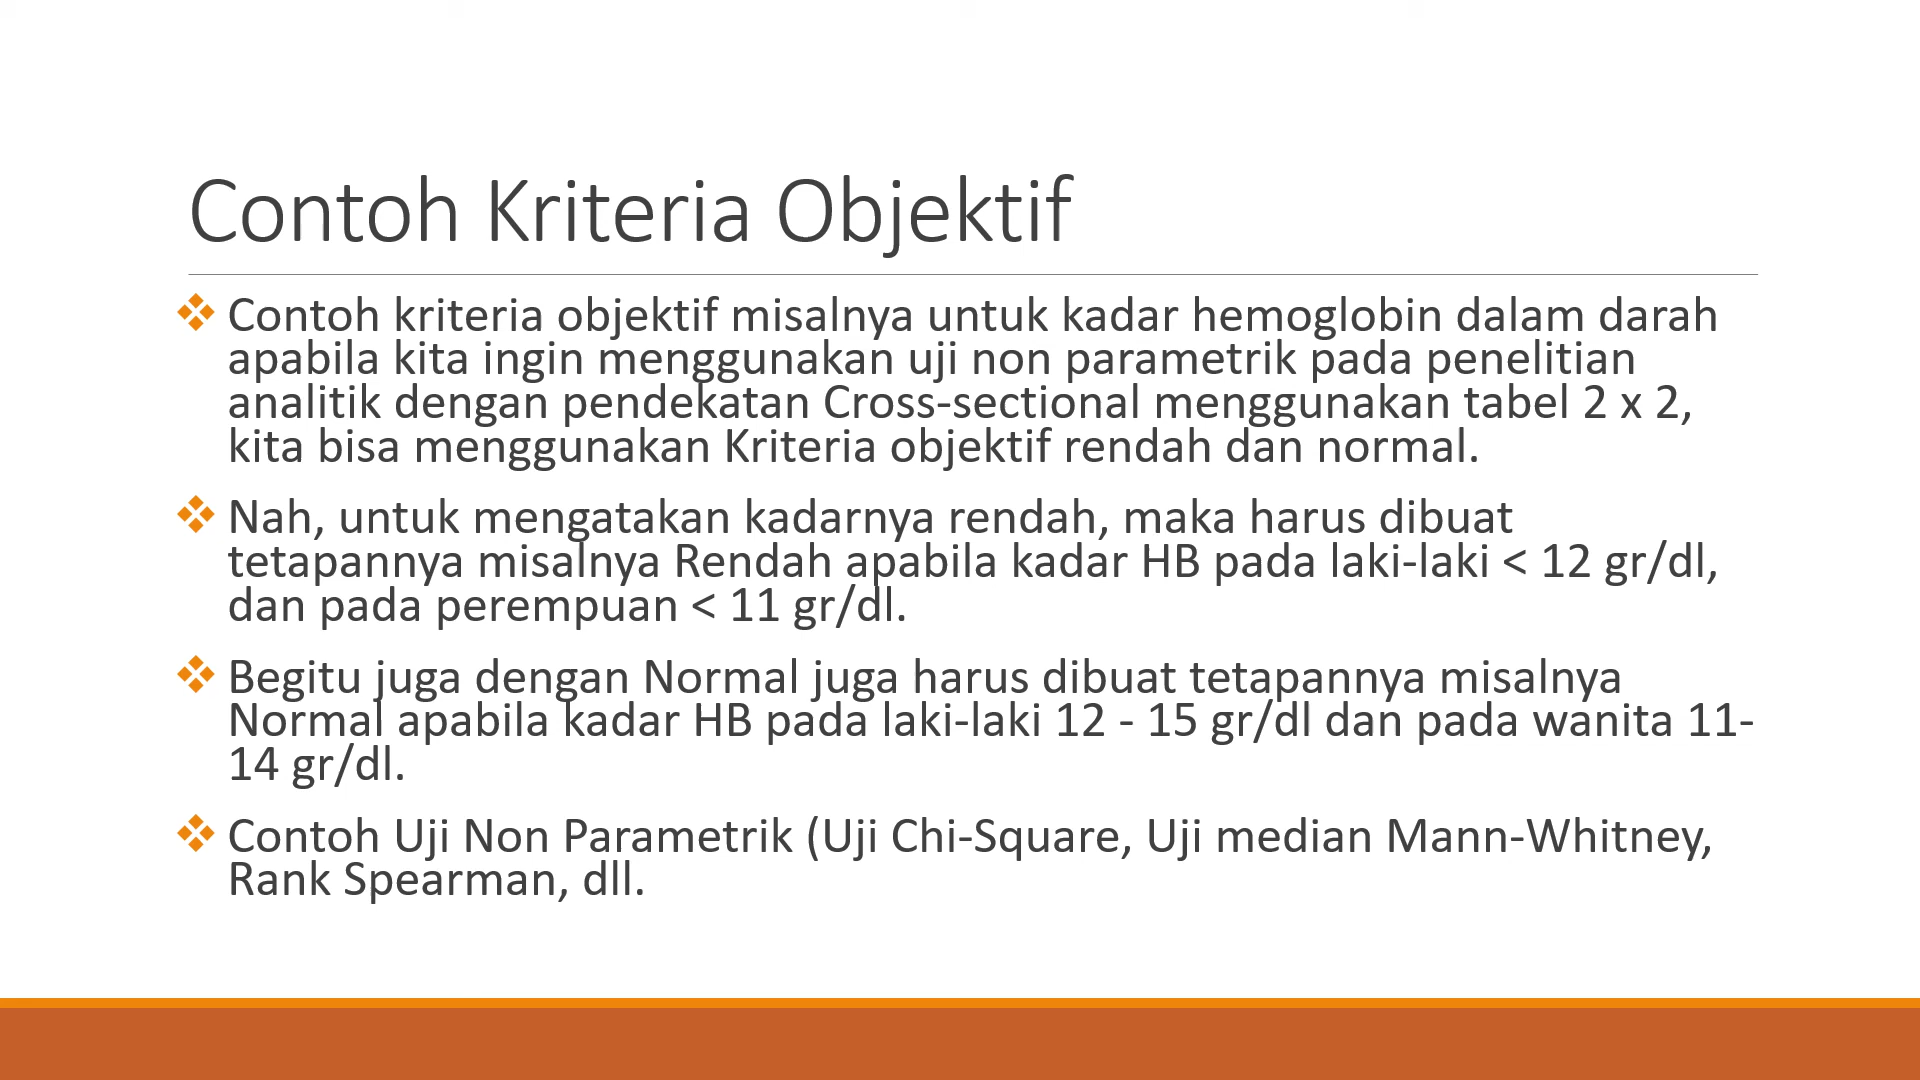 Contoh Kriteria Objektif
Contoh kriteria objektif misalnya untuk kadar hemoglobin dalam darah
apabila kita ingin menggunakan uji non parametrik pada penelitian
analitik dengan pendekatan Cross-sectional menggunakan tabel 2 x 2,
kita bisa menggunakan Kriteria objektif rendah dan normal.
Nah, untuk mengatakan kadarnya rendah, maka harus dibuat
tetapannya misalnya Rendah apabila kadar HB pada laki-laki < 12 gr/dl,
dan pada perempuan < 11 gr/dl.
Begitu juga dengan Normal juga harus dibuat tetapannya misalnya
Normal apabila kadar HB pada laki-laki 12 - 15 gr/dl dan pada wanita 11-
14 gr/dl.
Contoh Uji Non Parametrik (Uji Chi-Square, Uji median Mann-Whitney,
Rank Spearman, dll.